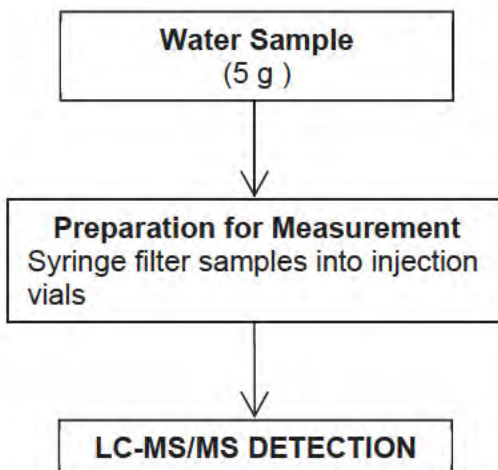 Water Sample
(5 g )
Preparation for Measurement
Syringe filter samples into injection
vials
LC-MS/MS DETECTION